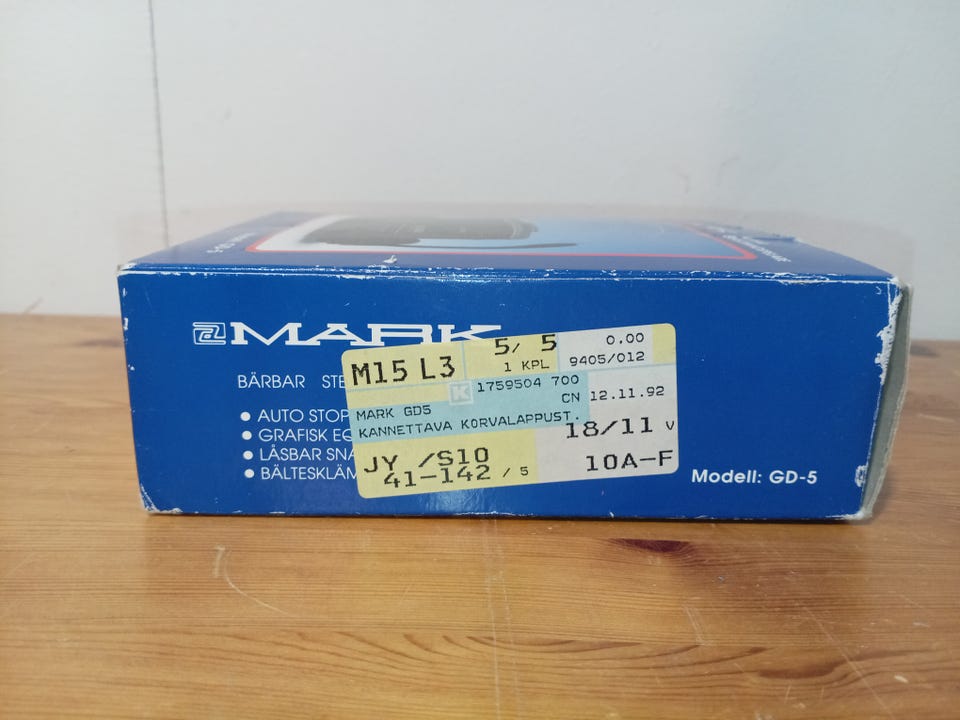 MARK
BÄRBAR STE
AUTO STOP
GRAFISK EQ
LÅSBAR SNA
BÄLTESKLÄM
M15 L3 5/ 5 0.00
1 KPL 9405/012
K 1759504 700
CN 12.11.92
MARK GD5
KANNETTAVA KORVALAPPUST.
18/11 V
JY /S10
41-142 / 5 10A-F
Modell: GD-5